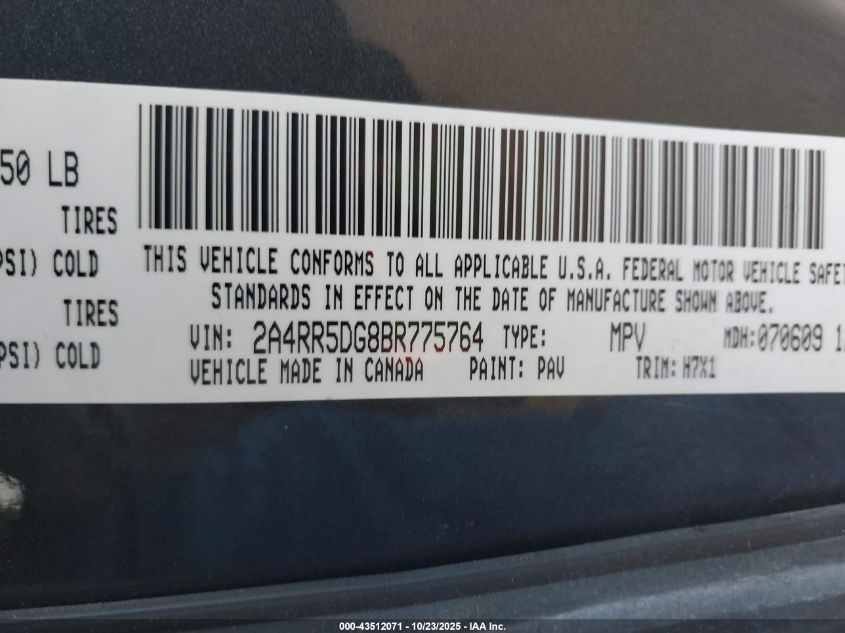 50 LB
TIRES
PSI) COLD
TIRES
PSI) COLD
THIS VEHICLE CONFORMS TO ALL APPLICABLE U.S.A. FEDERAL MOTOR VEHICLE SAFET
STANDARDS IN EFFECT ON THE DATE OF MANUFACTURE SHOWN ABOVE.
VIN: 2A4RR5DG8BR775764 TYPE: MPV MDH:070609 1
VEHICLE MADE IN CANADA PAINT: PAV TRIM: H7X1
000-43512071 - 10/23/2025 - IAA Inc.